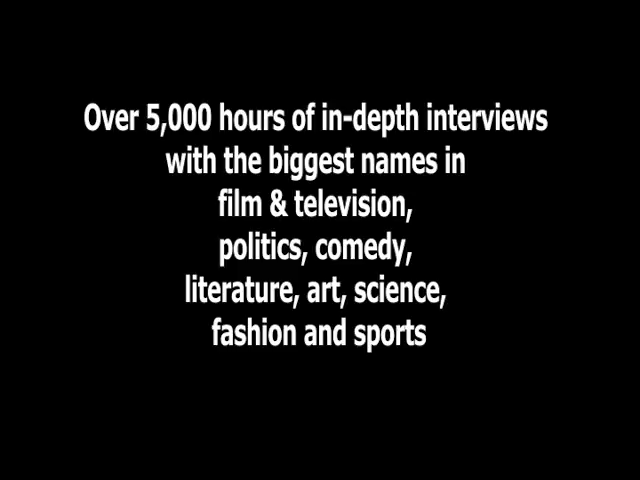 Over 5,000 hours of in-depth interviews
with the biggest names in
film & television,
politics, comedy,
literature, art, science,
fashion and sports